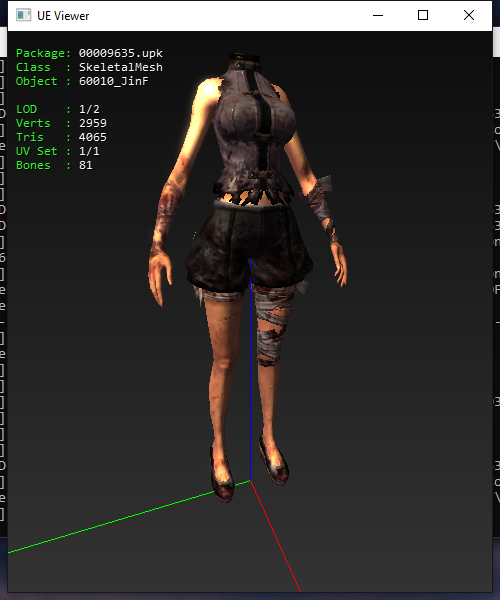 UE Viewer
Package: 00009635.upk
Class : SkeletalMesh
Object : 60010_JinF
LOD : 1/2
Verts : 2959
Tris : 4065
UV Set : 1/1
Bones : 81